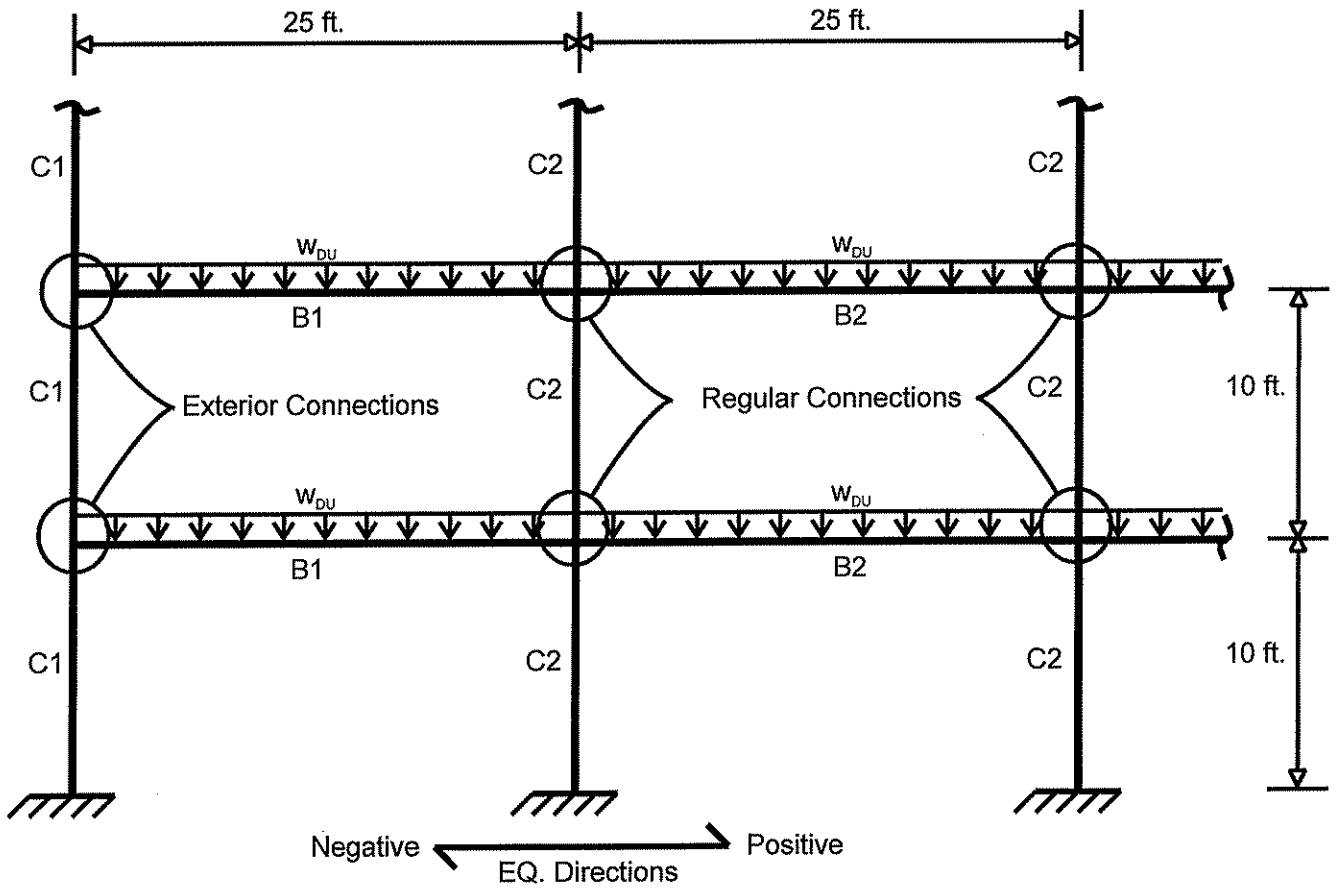 25 ft. 25 ft.
C1 C2 C2
w_DU w_DU
B1 B2
C1 C2 C2 10 ft.
Exterior Connections Regular Connections
w_DU w_DU
B1 B2
C1 C2 C2 10 ft.
Negative Positive
EQ. Directions